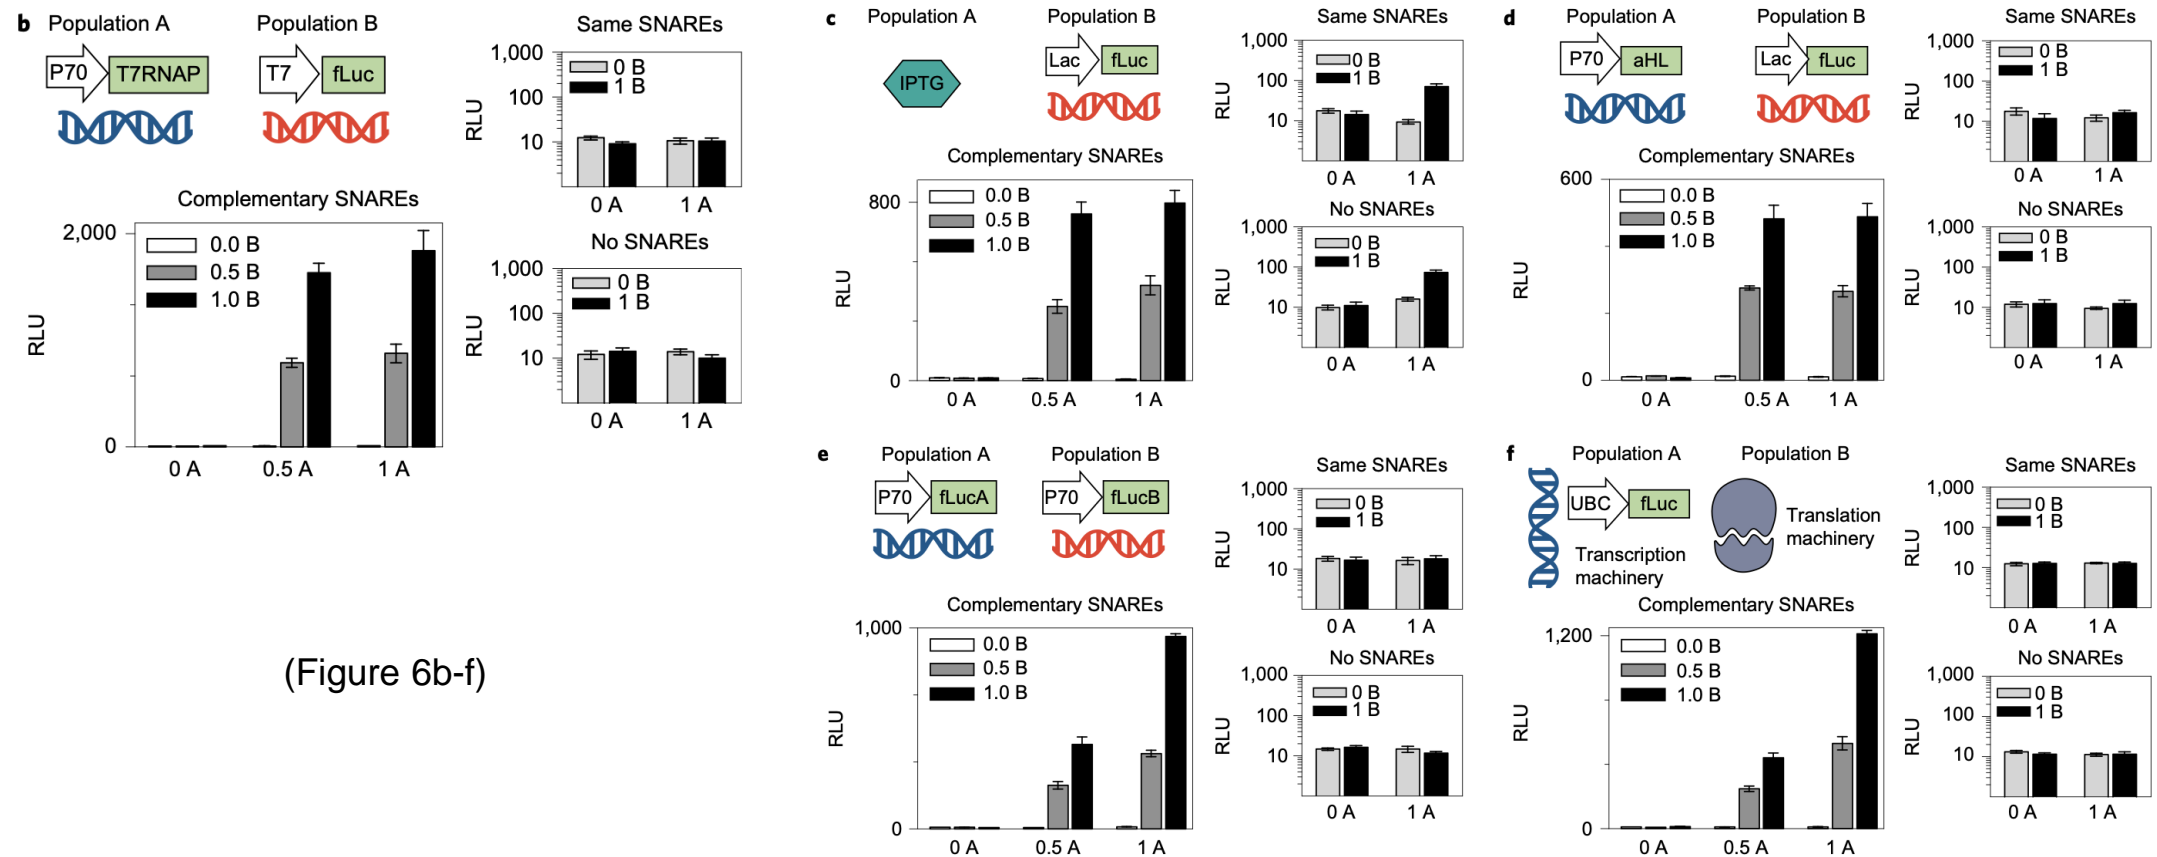 b Population A Population B
P70 T7RNAP T7 fLuc
Same SNAREs
1,000
100
10
RLU
0 B
1 B
0 A 1 A
Complementary SNAREs
2,000
0
RLU
0.0 B
0.5 B
1.0 B
0 A 0.5 A 1 A
No SNAREs
1,000
100
10
RLU
0 B
1 B
0 A 1 A
c Population A Population B
IPTG Lac fLuc
Same SNAREs
1,000
100
10
RLU
0 B
1 B
0 A 1 A
Complementary SNAREs
800
0
RLU
0.0 B
0.5 B
1.0 B
0 A 0.5 A 1 A
No SNAREs
1,000
100
10
RLU
0 B
1 B
0 A 1 A
d Population A Population B
P70 aHL Lac fLuc
Same SNAREs
1,000
100
10
RLU
0 B
1 B
0 A 1 A
Complementary SNAREs
600
0
RLU
0.0 B
0.5 B
1.0 B
0 A 0.5 A 1 A
No SNAREs
1,000
100
10
RLU
0 B
1 B
0 A 1 A
e Population A Population B
P70 fLucA P70 fLucB
Same SNAREs
1,000
100
10
RLU
0 B
1 B
0 A 1 A
Complementary SNAREs
1,000
0
RLU
0.0 B
0.5 B
1.0 B
0 A 0.5 A 1 A
No SNAREs
1,000
100
10
RLU
0 B
1 B
0 A 1 A
f Population A Population B
UBC fLuc
Transcription
machinery
Translation
machinery
Same SNAREs
1,000
100
10
RLU
0 B
1 B
0 A 1 A
Complementary SNAREs
1,200
0
RLU
0.0 B
0.5 B
1.0 B
0 A 0.5 A 1 A
No SNAREs
1,000
100
10
RLU
0 B
1 B
0 A 1 A
(Figure 6b-f)